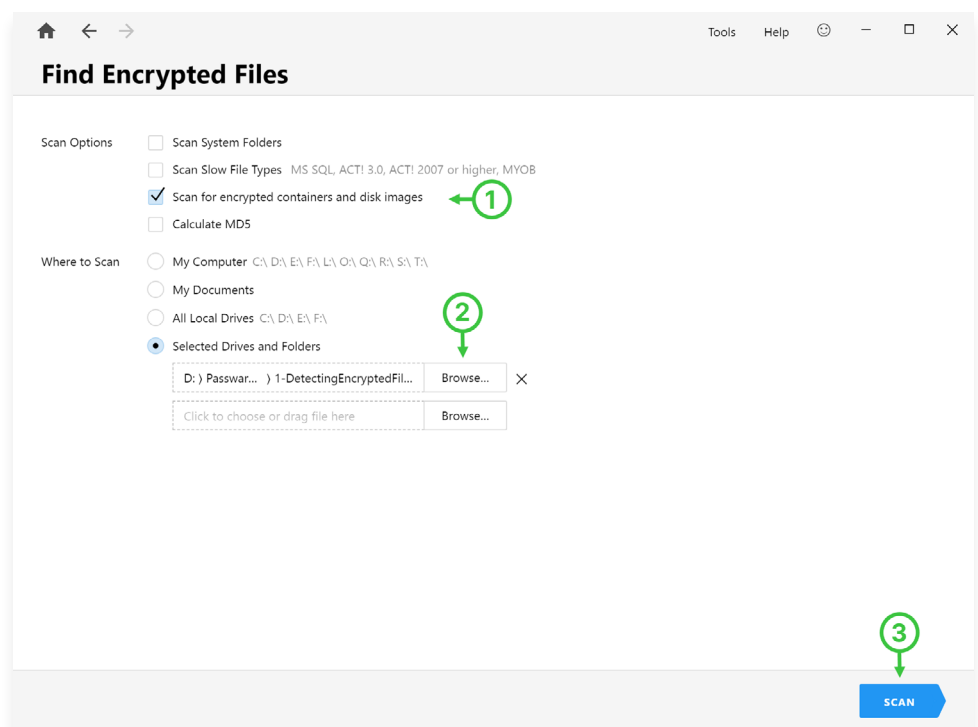 Tools Help
Find Encrypted Files
Scan Options Scan System Folders
Scan Slow File Types MS SQL, ACT! 3.0, ACT! 2007 or higher, MYOB
Scan for encrypted containers and disk images 1
Calculate MD5
Where to Scan My Computer C:\ D:\ E:\ F:\ L:\ O:\ Q:\ R:\ S:\ T:\
My Documents
All Local Drives C:\ D:\ E:\ F:\
2
Selected Drives and Folders
D: ) Passwar... ) 1-DetectingEncryptedFil... Browse...
Click to choose or drag file here Browse...
3
SCAN